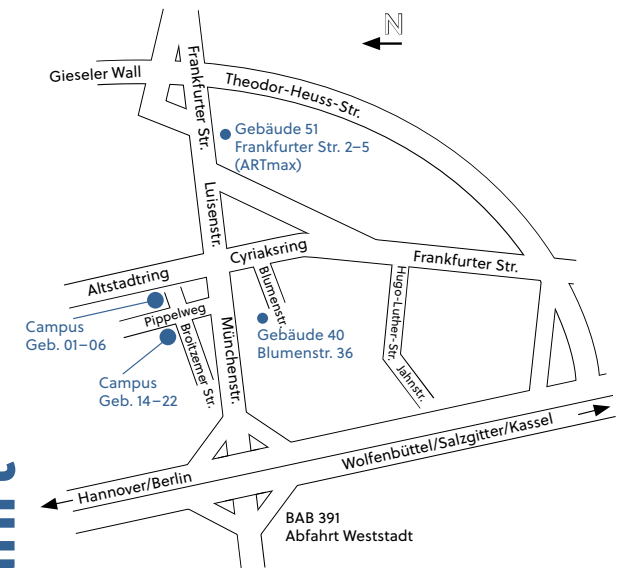 N
Gieseler Wall
Frankfurter Str.
Theodor-Heuss-Str.
Gebäude 51
Frankfurter Str. 2–5
(ARTmax)
Luisenstr.
Cyriaksring
Frankfurter Str.
Altstadtring
Blumenstr.
Hugo-Luther-Str.
Pippelweg
Campus
Geb. 01–06
Broitzemer Str.
Münchenstr.
Gebäude 40
Blumenstr. 36
Jahnstr.
Campus
Geb. 14–22
Wolfenbüttel/Salzgitter/Kassel
Hannover/Berlin
BAB 391
Abfahrt Weststadt